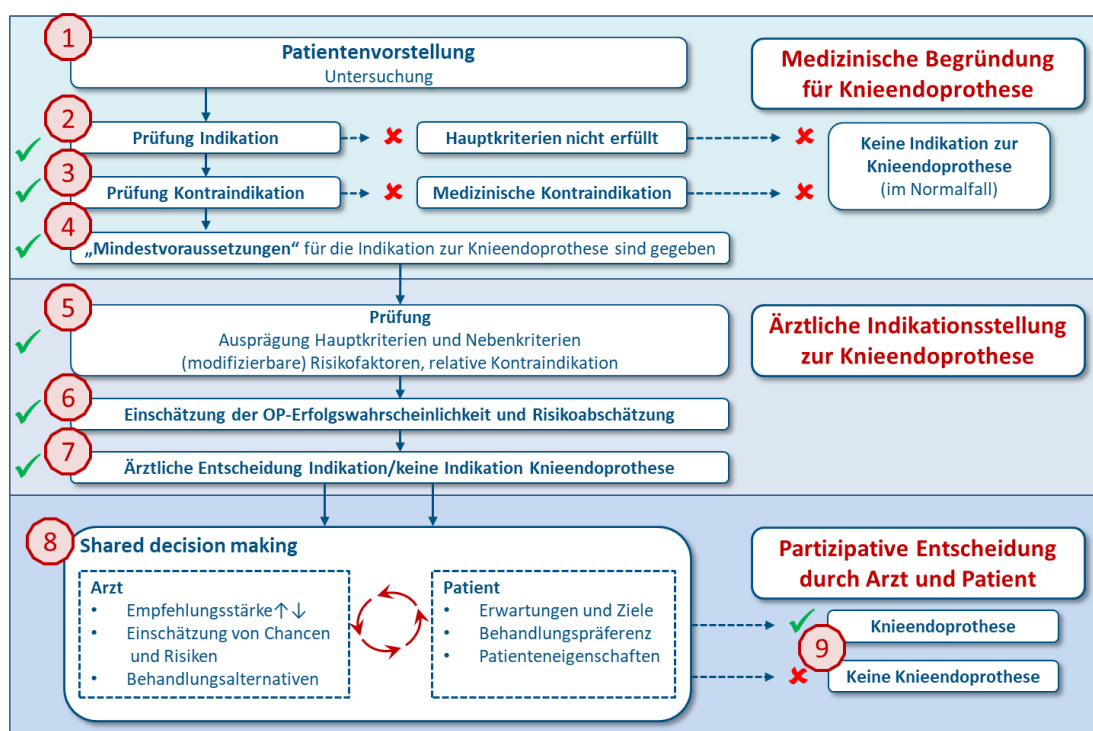 1
Patientenvorstellung
Untersuchung
Medizinische Begründung
für Knieendoprothese
2
Prüfung Indikation
Hauptkriterien nicht erfüllt
Keine Indikation zur
Knieendoprothese
(im Normalfall)
3
Prüfung Kontraindikation
Medizinische Kontraindikation
4
„Mindestvoraussetzungen“ für die Indikation zur Knieendoprothese sind gegeben
5
Prüfung
Ausprägung Hauptkriterien und Nebenkriterien
(modifizierbare) Risikofaktoren, relative Kontraindikation
Ärztliche Indikationsstellung
zur Knieendoprothese
6
Einschätzung der OP-Erfolgswahrscheinlichkeit und Risikoabschätzung
7
Ärztliche Entscheidung Indikation/keine Indikation Knieendoprothese
8
Shared decision making
Arzt
• Empfehlungsstärke↑↓
• Einschätzung von Chancen
und Risiken
• Behandlungsalternativen
Patient
• Erwartungen und Ziele
• Behandlungspräferenz
• Patienteneigenschaften
Partizipative Entscheidung
durch Arzt und Patient
Knieendoprothese
9
Keine Knieendoprothese